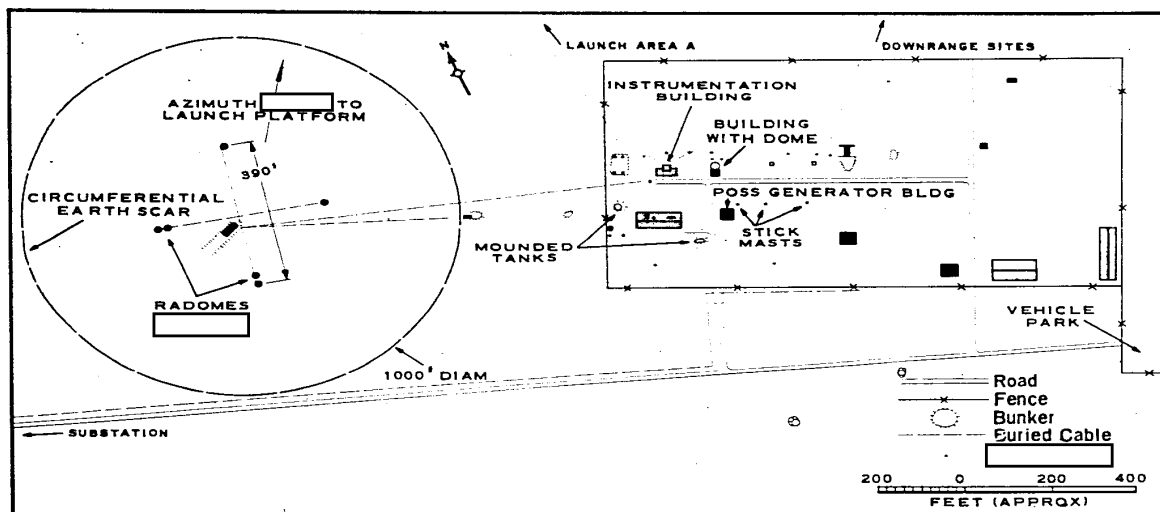 N
LAUNCH AREA A
DOWNRANGE SITES
AZIMUTH TO
LAUNCH PLATFORM
INSTRUMENTATION
BUILDING
BUILDING
WITH DOME
390'
CIRCUMFERENTIAL
EARTH SCAR
POSS GENERATOR BLDG
STICK
MASTS
MOUNDED
TANKS
RADOMES
VEHICLE
PARK
1000' DIAM
SUBSTATION
Road
Fence
Bunker
Buried Cable
200 0 200 400
FEET (APPROX)